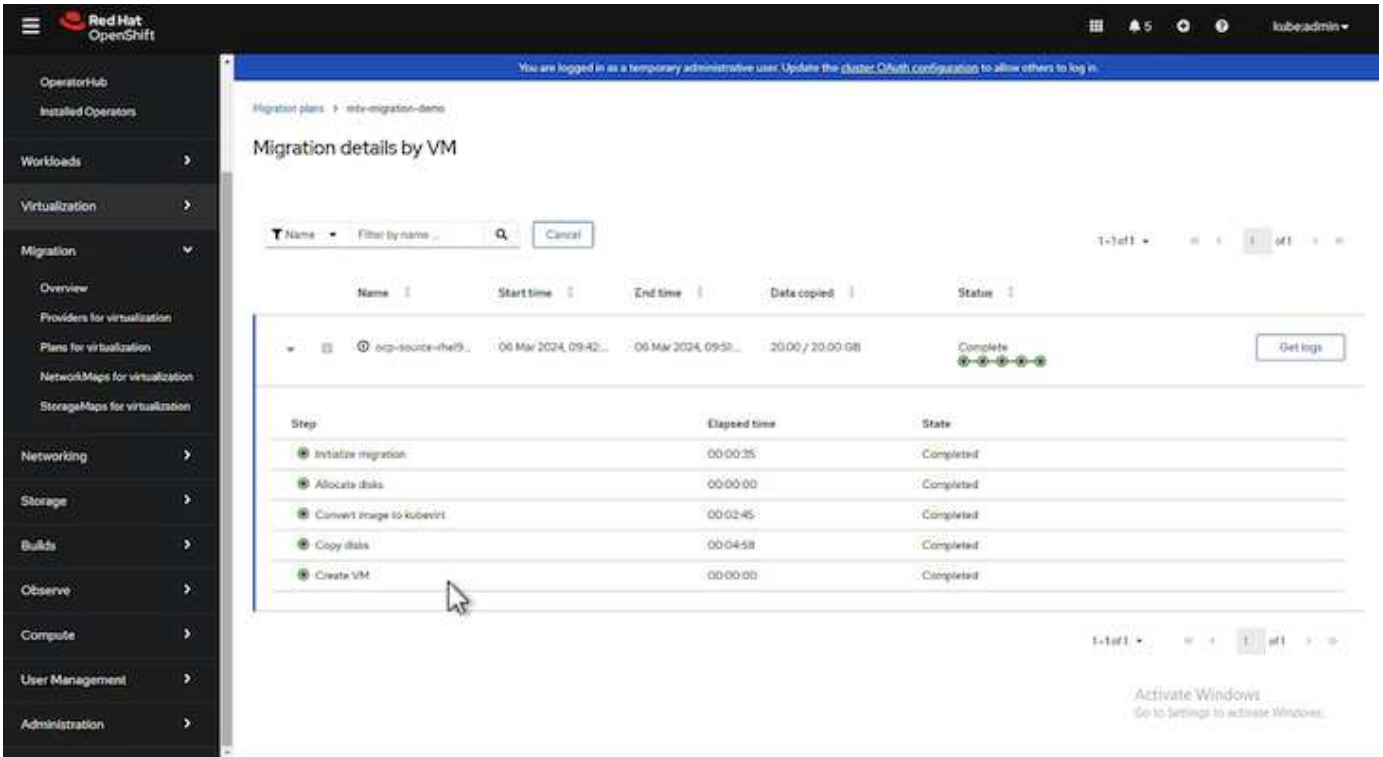 Red Hat
OpenShift
5
kube:admin
You are logged in as a temporary administrative user. Update the cluster OAuth configuration to allow others to log in.
OperatorHub
Installed Operators
Workloads
Virtualization
Migration
Overview
Providers for virtualization
Plans for virtualization
NetworkMaps for virtualization
StorageMaps for virtualization
Networking
Storage
Builds
Observe
Compute
User Management
Administration
Migration plans > mtv-migration-demo
Migration details by VM
Name Filter by name ... Cancel 1-1 of 1 1 of 1
Name Start time End time Data copied Status
ocp-source-rhel9... 06 Mar 2024, 09:42... 06 Mar 2024, 09:51... 20.00 / 20.00 GB Complete Get logs
Step Elapsed time State
Initialize migration 00:00:35 Completed
Allocate disks 00:00:00 Completed
Convert image to kubevirt 00:02:45 Completed
Copy disks 00:04:58 Completed
Create VM 00:00:00 Completed
1-1 of 1 1 of 1
Activate Windows
Go to Settings to activate Windows.